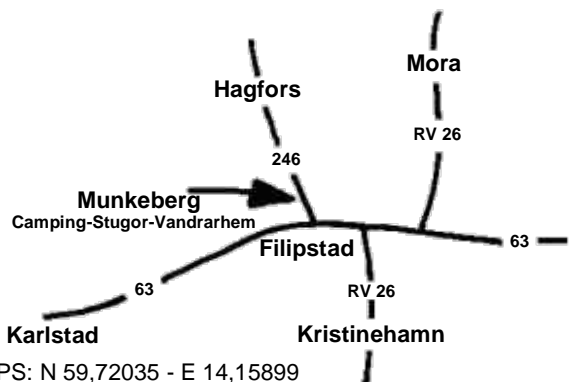 Mora
Hagfors
RV 26
246
Munkeberg
Camping-Stugor-Vandrarhem
Filipstad
63
63
RV 26
Karlstad
Kristinehamn
PS: N 59,72035 - E 14,15899